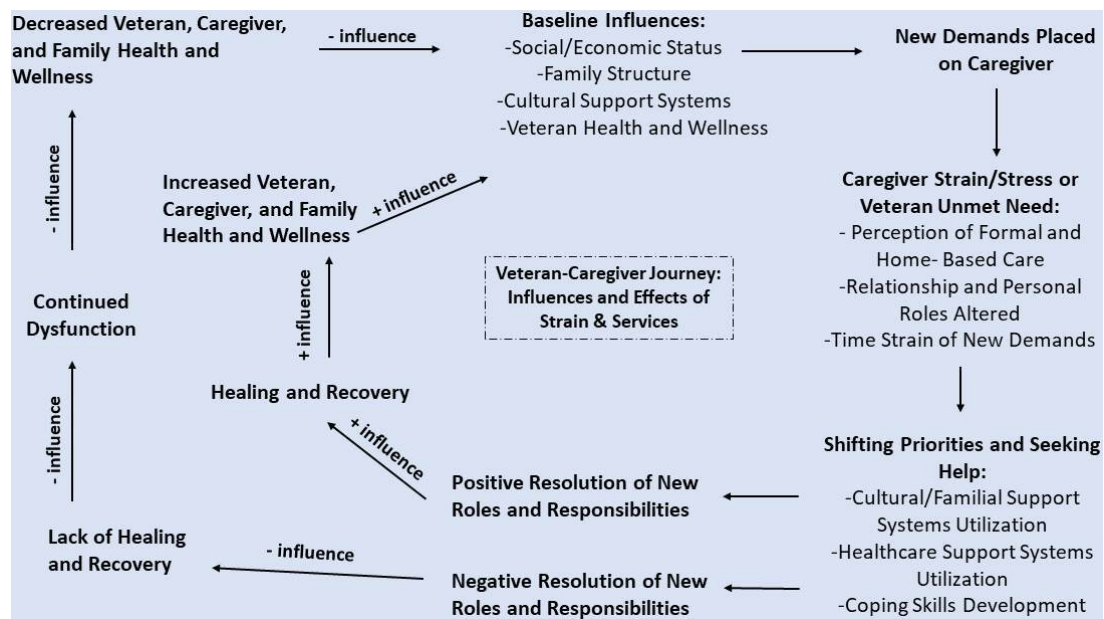 Decreased Veteran, Caregiver,
and Family Health and
Wellness
- influence
Baseline Influences:
-Social/Economic Status
-Family Structure
-Cultural Support Systems
-Veteran Health and Wellness
New Demands Placed
on Caregiver
Caregiver Strain/Stress or
Veteran Unmet Need:
- Perception of Formal and
Home- Based Care
-Relationship and Personal
Roles Altered
-Time Strain of New Demands
Shifting Priorities and Seeking
Help:
-Cultural/Familial Support
Systems Utilization
-Healthcare Support Systems
Utilization
-Coping Skills Development
Positive Resolution of New
Roles and Responsibilities
+ influence
Healing and Recovery
+ influence
Increased Veteran,
Caregiver, and Family
Health and Wellness
+ influence
Negative Resolution of New
Roles and Responsibilities
- influence
Lack of Healing
and Recovery
- influence
Continued
Dysfunction
- influence
Veteran-Caregiver Journey:
Influences and Effects of
Strain & Services